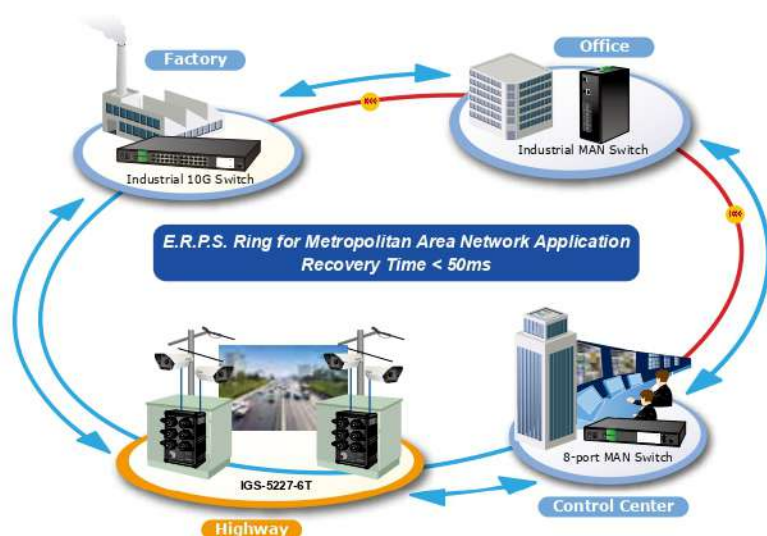 Factory
Office
Industrial 10G Switch
Industrial MAN Switch
E.R.P.S. Ring for Metropolitan Area Network Application
Recovery Time < 50ms
IGS-5227-6T
8-port MAN Switch
Highway
Control Center